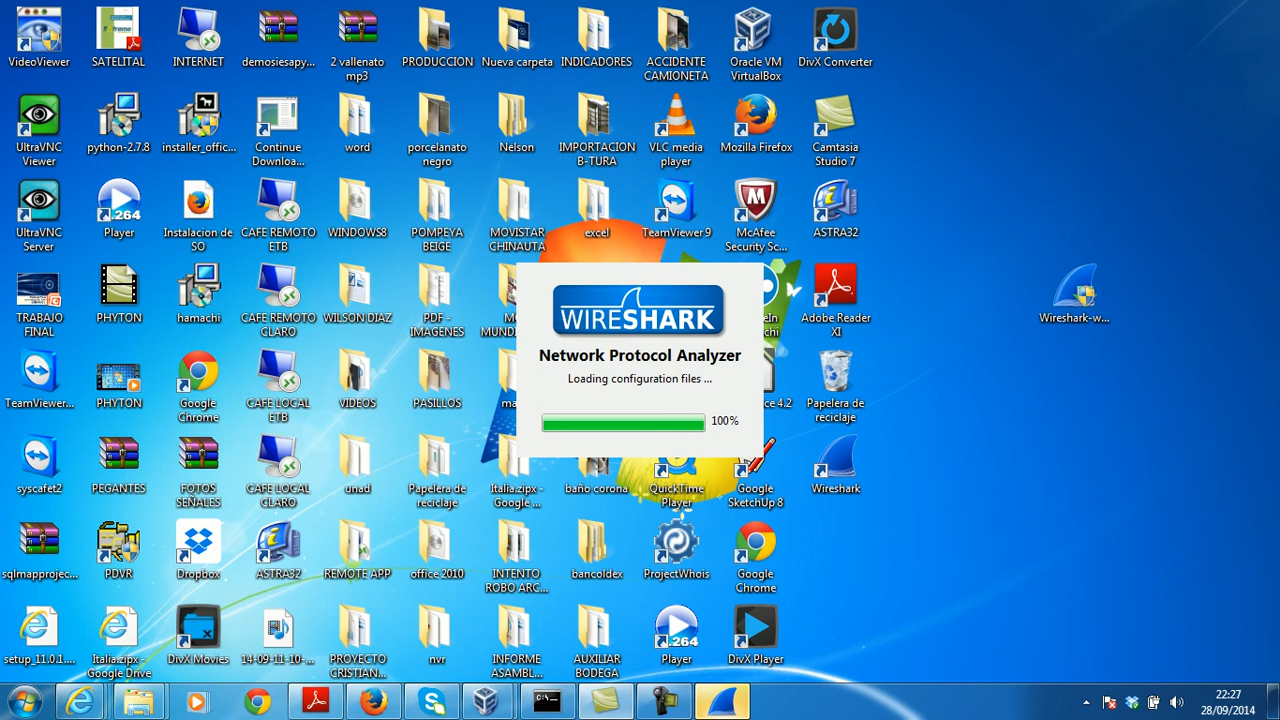 VideoViewer
SATELITAL
INTERNET
demosiesapy...
2 vallenato
mp3
PRODUCCION
Nueva carpeta
INDICADORES
ACCIDENTE
CAMIONETA
Oracle VM
VirtualBox
DivX Converter
UltraVNC
Viewer
python-2.7.8
installer_offic...
Continue
Downloa...
word
porcelanato
negro
Nelson
IMPORTACION
B-TURA
VLC media
player
Mozilla Firefox
Camtasia
Studio 7
UltraVNC
Server
.264
Player
Instalacion de
SO
CAFE REMOTO
ETB
WINDOWS8
POMPEYA
BEIGE
MOVISTAR
CHINAUTA
excel
TeamViewer 9
McAfee
Security Sc...
ASTRA32
TRABAJO
FINAL
PHYTON
hamachi
CAFE REMOTO
CLARO
WILSON DIAZ
PDF -
IMAGENES
Adobe Reader
XI
Wireshark-w...
WIRESHARK
Network Protocol Analyzer
Loading configuration files ...
100%
TeamViewer...
PHYTON
Google
Chrome
CAFE LOCAL
ETB
VIDEOS
PASILLOS
Papelera de
reciclaje
syscafet2
PEGANTES
FOTOS
SEÑALES
CAFE LOCAL
CLARO
unad
Papelera de
reciclaje
Italia.zipx -
Google ...
baño corona
QuickTime
Player
Google
SketchUp 8
Wireshark
sqlmapprojec...
PDVR
Dropbox
ASTRA32
REMOTE APP
office 2010
INTENTO
ROBO ARC...
bancoldex
ProjectWhois
Google
Chrome
setup_11.0.1....
Italia.zipx -
Google Drive
DivX Movies
14-09-11-10-...
PROYECTO
CRISTIAN...
nvr
INFORME
ASAMBL...
AUXILIAR
BODEGA
.264
Player
DivX Player
22:27
28/09/2014